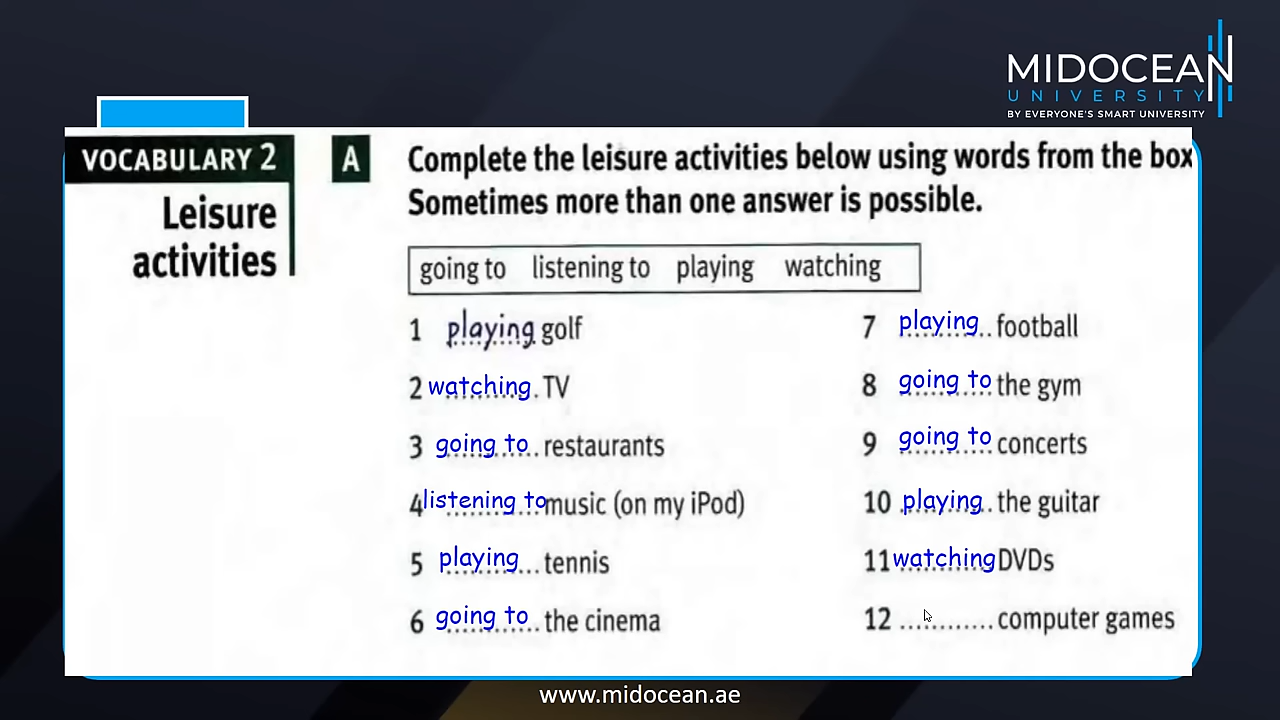 MIDOCEAN
UNIVERSITY
BY EVERYONE'S SMART UNIVERSITY
VOCABULARY 2
Leisure
activities
A
Complete the leisure activities below using words from the box
Sometimes more than one answer is possible.
going to listening to playing watching
1 playing golf
2 watching TV
3 going to restaurants
4 listening to music (on my iPod)
5 playing tennis
6 going to the cinema
7 playing football
8 going to the gym
9 going to concerts
10 playing the guitar
11 watching DVDs
12 ............ computer games
www.midocean.ae